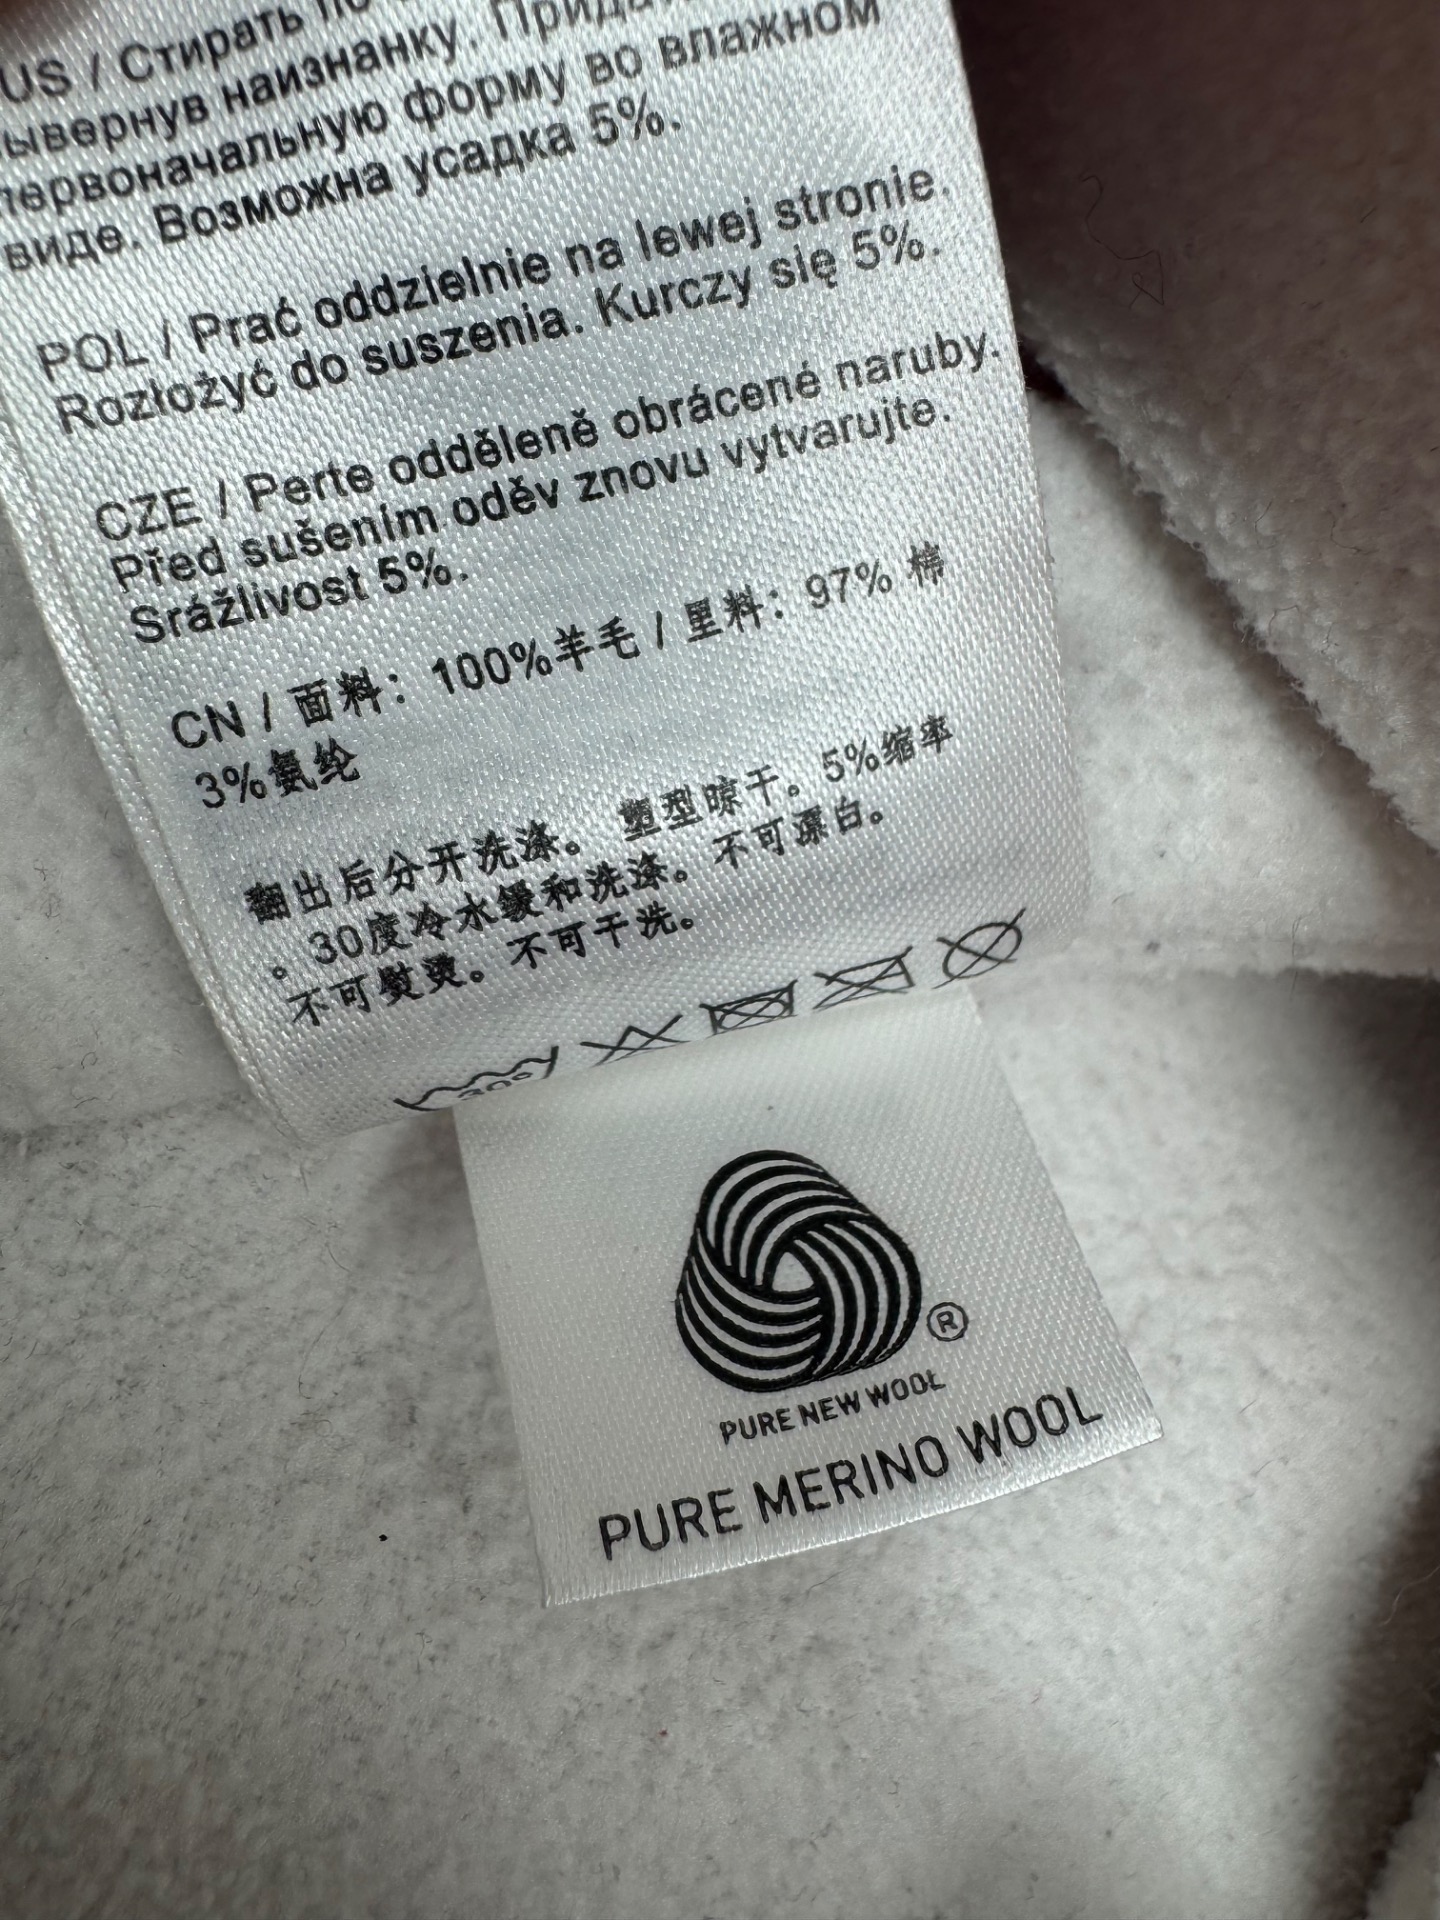 US / Стирать по
вывернув наизнанку. Прида
первоначальную форму во влажном
виде. Возможна усадка 5%.
POL / Prać oddzielnie na lewej stronie.
Rozłożyć do suszenia. Kurczy się 5%.
CZE / Perte odděleně obrácené naruby.
Před sušením oděv znovu vytvarujte.
Srážlivost 5%.
CN / 面料：100%羊毛 / 里料：97% 棉
3%氨纶
翻出后分开洗涤。塑型晾干。5%缩率
。30度冷水缓和洗涤。不可漂白。
不可熨烫。不可干洗。
30°
®
PURE NEW WOOL
PURE MERINO WOOL